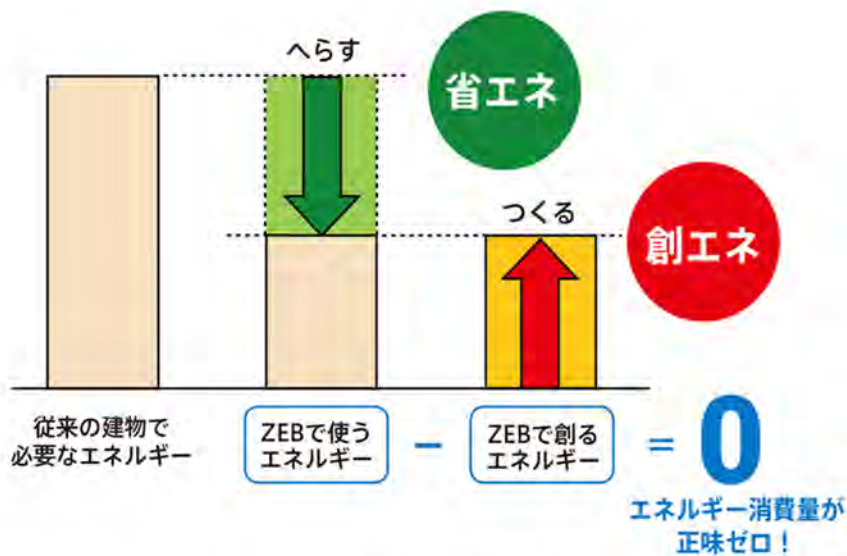 へらす
省エネ
つくる
創エネ
従来の建物で
必要なエネルギー
ZEBで使う
エネルギー
−
ZEBで創る
エネルギー
=
0
エネルギー消費量が
正味ゼロ！